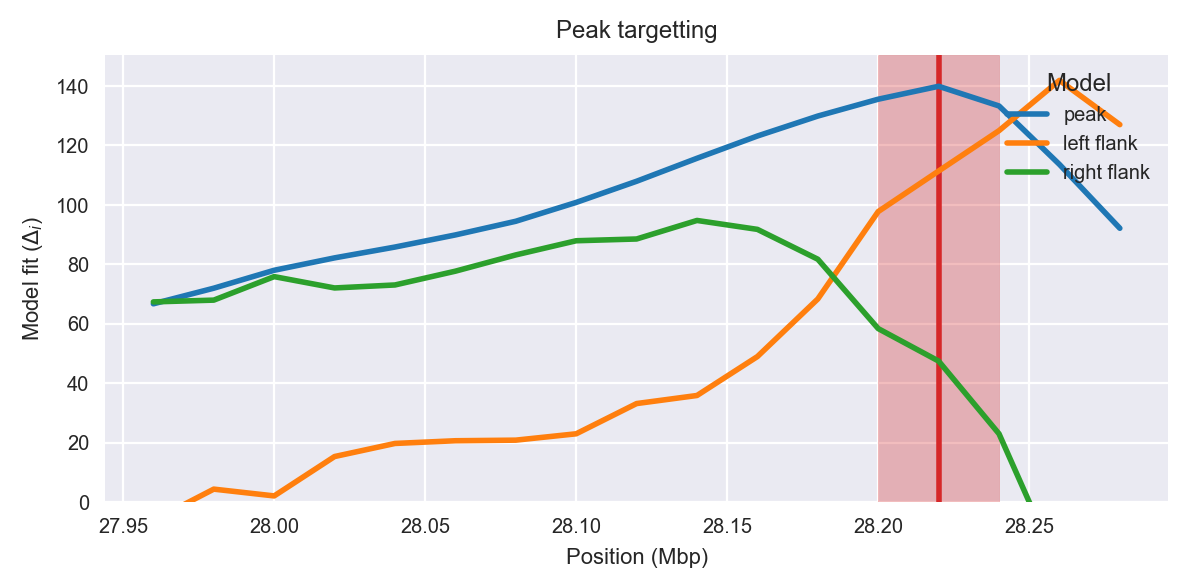 Peak targetting
Model fit (Δi)
140
120
100
80
60
40
20
0
Model
peak
left flank
right flank
27.95 28.00 28.05 28.10 28.15 28.20 28.25
Position (Mbp)